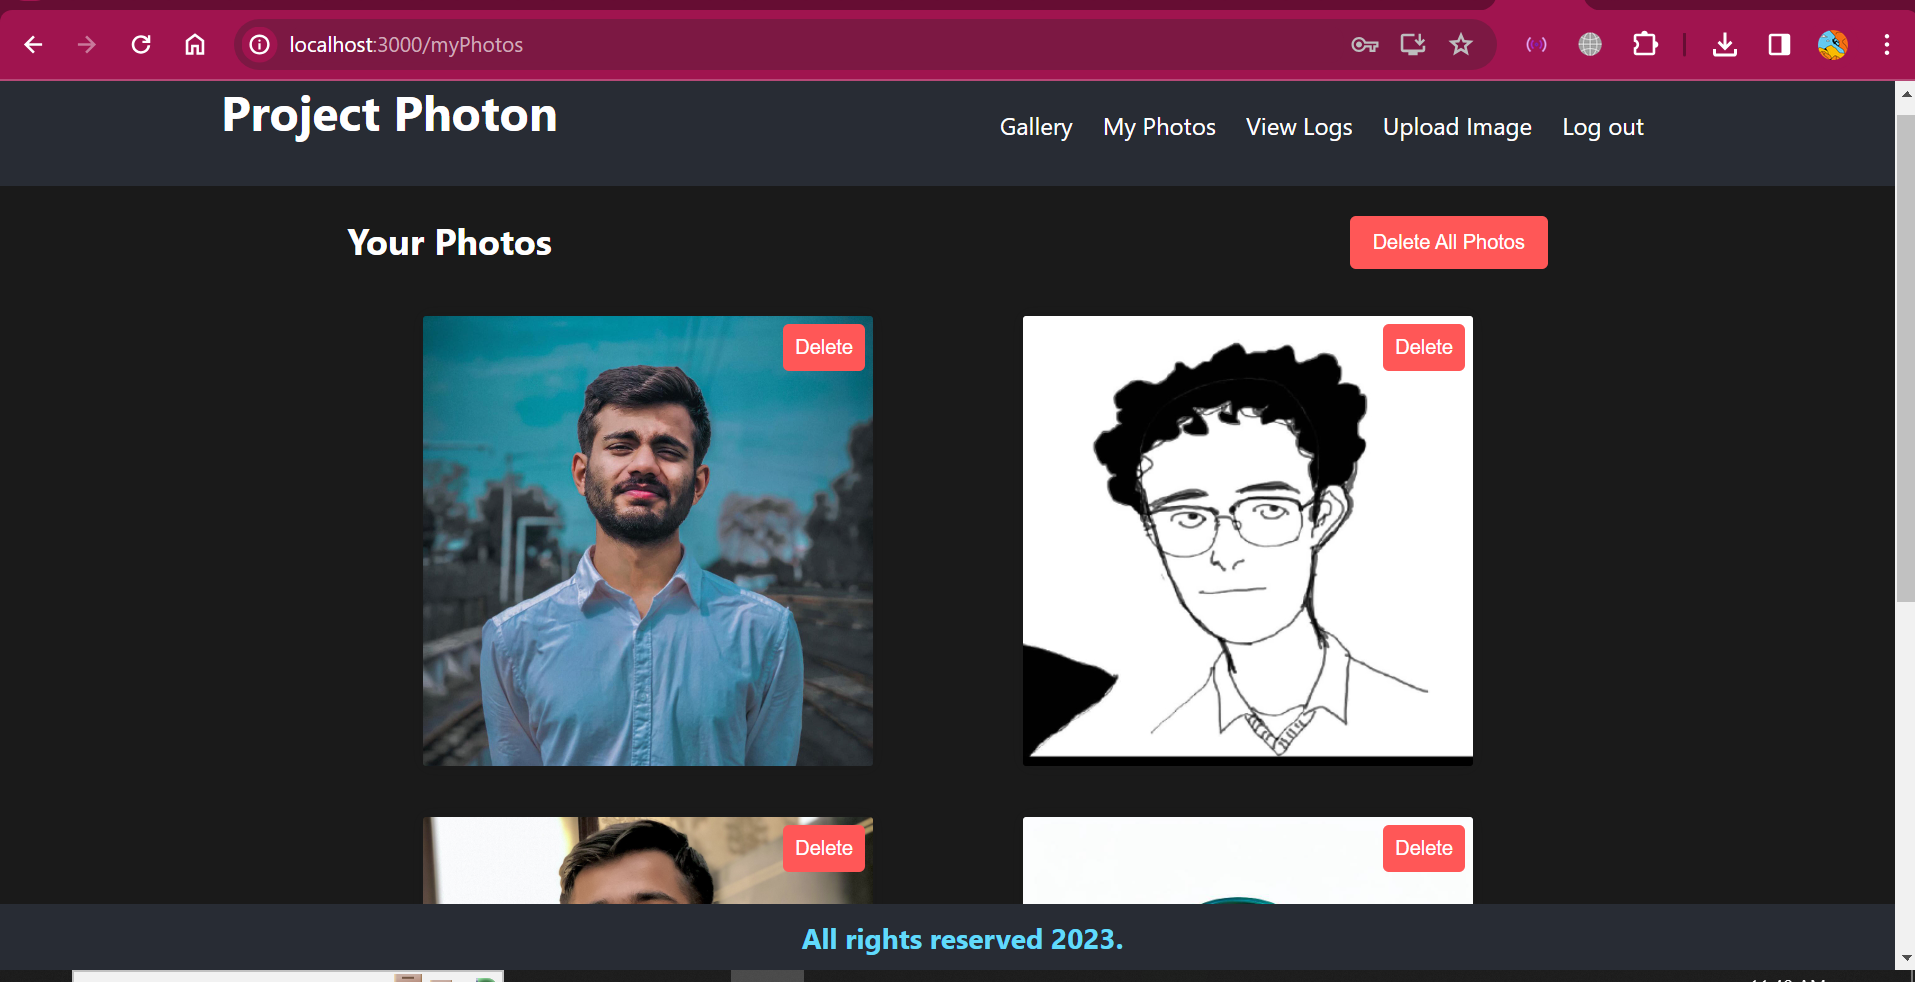 localhost:3000/myPhotos
Project Photon
Gallery My Photos View Logs Upload Image Log out
Your Photos
Delete All Photos
Delete Delete
Delete Delete
All rights reserved 2023.